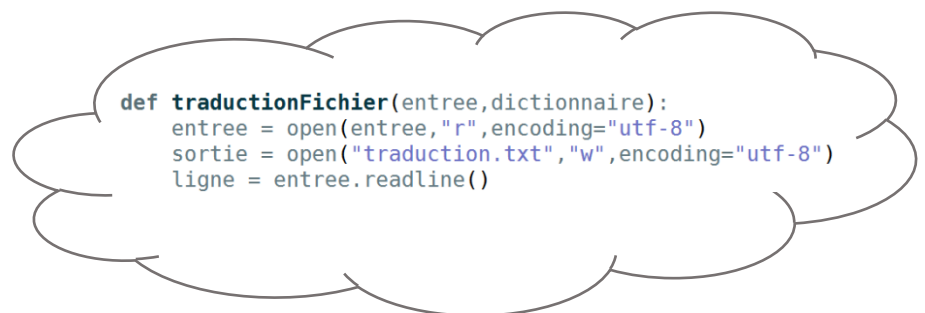 def traductionFichier(entree,dictionnaire):
    entree = open(entree,"r",encoding="utf-8")
    sortie = open("traduction.txt","w",encoding="utf-8")
    ligne = entree.readline()